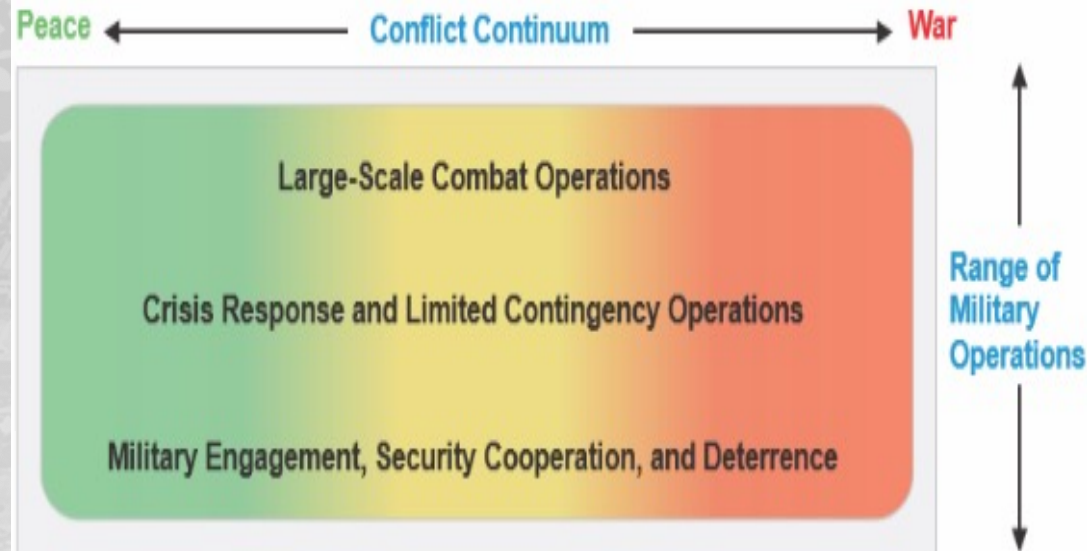 Peace Conflict Continuum War
Large-Scale Combat Operations
Crisis Response and Limited Contingency Operations
Military Engagement, Security Cooperation, and Deterrence
Range of
Military
Operations